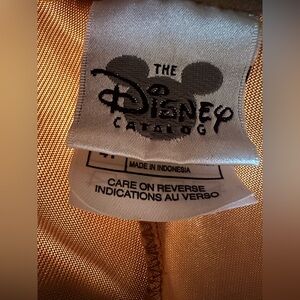 THE
Disney
CATALOG
MADE IN INDONESIA
CARE ON REVERSE
INDICATIONS AU VERSO